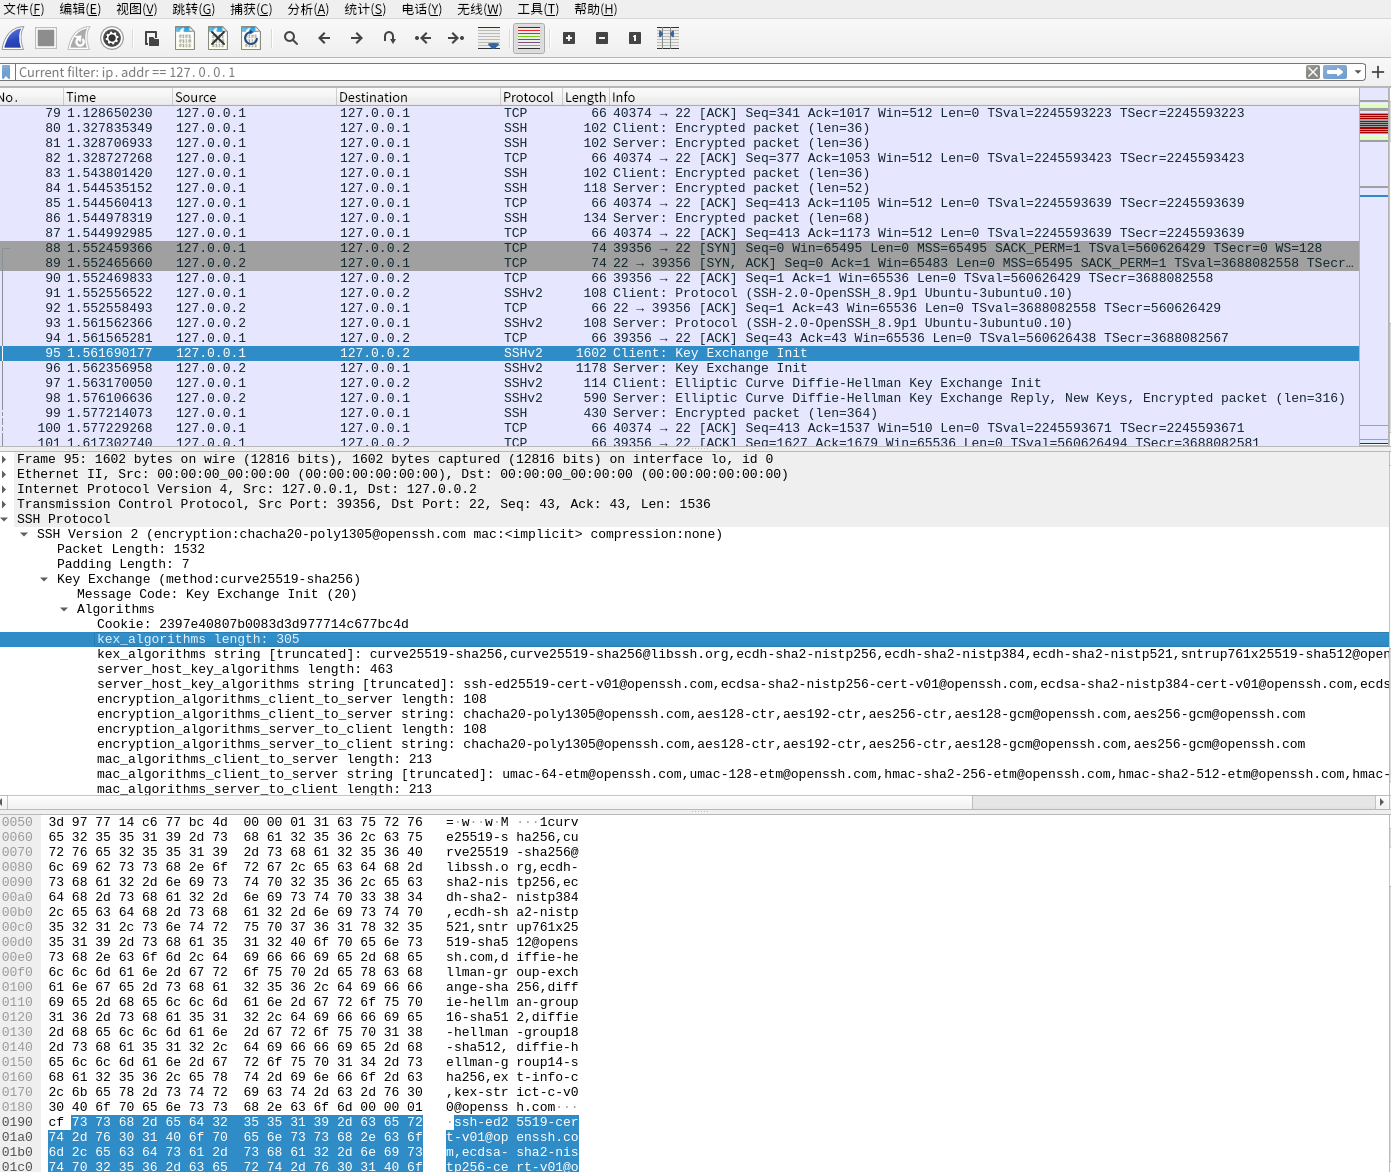 文件(F) 编辑(E) 视图(V) 跳转(G) 捕获(C) 分析(A) 统计(S) 电话(Y) 无线(W) 工具(T) 帮助(H)
Current filter: ip.addr == 127.0.0.1
No. Time Source Destination Protocol Length Info
79 1.128650230 127.0.0.1 127.0.0.1 TCP 66 40374 → 22 [ACK] Seq=341 Ack=1017 Win=512 Len=0 TSval=2245593223 TSecr=2245593223
80 1.327835349 127.0.0.1 127.0.0.1 SSH 102 Client: Encrypted packet (len=36)
81 1.328706933 127.0.0.1 127.0.0.1 SSH 102 Server: Encrypted packet (len=36)
82 1.328727268 127.0.0.1 127.0.0.1 TCP 66 40374 → 22 [ACK] Seq=377 Ack=1053 Win=512 Len=0 TSval=2245593423 TSecr=2245593423
83 1.543801420 127.0.0.1 127.0.0.1 SSH 102 Client: Encrypted packet (len=36)
84 1.544535152 127.0.0.1 127.0.0.1 SSH 118 Server: Encrypted packet (len=52)
85 1.544560413 127.0.0.1 127.0.0.1 TCP 66 40374 → 22 [ACK] Seq=413 Ack=1105 Win=512 Len=0 TSval=2245593639 TSecr=2245593639
86 1.544978319 127.0.0.1 127.0.0.1 SSH 134 Server: Encrypted packet (len=68)
87 1.544992985 127.0.0.1 127.0.0.1 TCP 66 40374 → 22 [ACK] Seq=413 Ack=1173 Win=512 Len=0 TSval=2245593639 TSecr=2245593639
88 1.552459366 127.0.0.1 127.0.0.2 TCP 74 39356 → 22 [SYN] Seq=0 Win=65495 Len=0 MSS=65495 SACK_PERM=1 TSval=560626429 TSecr=0 WS=128
89 1.552465660 127.0.0.2 127.0.0.1 TCP 74 22 → 39356 [SYN, ACK] Seq=0 Ack=1 Win=65483 Len=0 MSS=65495 SACK_PERM=1 TSval=3688082558 TSecr…
90 1.552469833 127.0.0.1 127.0.0.2 TCP 66 39356 → 22 [ACK] Seq=1 Ack=1 Win=65536 Len=0 TSval=560626429 TSecr=3688082558
91 1.552556522 127.0.0.1 127.0.0.2 SSHv2 108 Client: Protocol (SSH-2.0-OpenSSH_8.9p1 Ubuntu-3ubuntu0.10)
92 1.552558493 127.0.0.2 127.0.0.1 TCP 66 22 → 39356 [ACK] Seq=1 Ack=43 Win=65536 Len=0 TSval=3688082558 TSecr=560626429
93 1.561562366 127.0.0.2 127.0.0.1 SSHv2 108 Server: Protocol (SSH-2.0-OpenSSH_8.9p1 Ubuntu-3ubuntu0.10)
94 1.561565281 127.0.0.1 127.0.0.2 TCP 66 39356 → 22 [ACK] Seq=43 Ack=43 Win=65536 Len=0 TSval=560626438 TSecr=3688082567
95 1.561690177 127.0.0.1 127.0.0.2 SSHv2 1602 Client: Key Exchange Init
96 1.562356958 127.0.0.2 127.0.0.1 SSHv2 1178 Server: Key Exchange Init
97 1.563170050 127.0.0.1 127.0.0.2 SSHv2 114 Client: Elliptic Curve Diffie-Hellman Key Exchange Init
98 1.576106636 127.0.0.2 127.0.0.1 SSHv2 590 Server: Elliptic Curve Diffie-Hellman Key Exchange Reply, New Keys, Encrypted packet (len=316)
99 1.577214073 127.0.0.1 127.0.0.1 SSH 430 Server: Encrypted packet (len=364)
100 1.577229268 127.0.0.1 127.0.0.1 TCP 66 40374 → 22 [ACK] Seq=413 Ack=1537 Win=510 Len=0 TSval=2245593671 TSecr=2245593671
101 1.617302740 127.0.0.1 127.0.0.2 TCP 66 39356 → 22 [ACK] Seq=1627 Ack=1679 Win=65536 Len=0 TSval=560626494 TSecr=3688082581
Frame 95: 1602 bytes on wire (12816 bits), 1602 bytes captured (12816 bits) on interface lo, id 0
Ethernet II, Src: 00:00:00_00:00:00 (00:00:00:00:00:00), Dst: 00:00:00_00:00:00 (00:00:00:00:00:00)
Internet Protocol Version 4, Src: 127.0.0.1, Dst: 127.0.0.2
Transmission Control Protocol, Src Port: 39356, Dst Port: 22, Seq: 43, Ack: 43, Len: 1536
SSH Protocol
SSH Version 2 (encryption:chacha20-poly1305@openssh.com mac:<implicit> compression:none)
Packet Length: 1532
Padding Length: 7
Key Exchange (method:curve25519-sha256)
Message Code: Key Exchange Init (20)
Algorithms
Cookie: 2397e40807b0083d3d977714c677bc4d
kex_algorithms length: 305
kex_algorithms string [truncated]: curve25519-sha256,curve25519-sha256@libssh.org,ecdh-sha2-nistp256,ecdh-sha2-nistp384,ecdh-sha2-nistp521,sntrup761x25519-sha512@open
server_host_key_algorithms length: 463
server_host_key_algorithms string [truncated]: ssh-ed25519-cert-v01@openssh.com,ecdsa-sha2-nistp256-cert-v01@openssh.com,ecdsa-sha2-nistp384-cert-v01@openssh.com,ecds
encryption_algorithms_client_to_server length: 108
encryption_algorithms_client_to_server string: chacha20-poly1305@openssh.com,aes128-ctr,aes192-ctr,aes256-ctr,aes128-gcm@openssh.com,aes256-gcm@openssh.com
encryption_algorithms_server_to_client length: 108
encryption_algorithms_server_to_client string: chacha20-poly1305@openssh.com,aes128-ctr,aes192-ctr,aes256-ctr,aes128-gcm@openssh.com,aes256-gcm@openssh.com
mac_algorithms_client_to_server length: 213
mac_algorithms_client_to_server string [truncated]: umac-64-etm@openssh.com,umac-128-etm@openssh.com,hmac-sha2-256-etm@openssh.com,hmac-sha2-512-etm@openssh.com,hmac-
mac_algorithms_server_to_client length: 213
0050 3d 97 77 14 c6 77 bc 4d 00 00 01 31 63 75 72 76 =·w··w·M ···1curv
0060 65 32 35 35 31 39 2d 73 68 61 32 35 36 2c 63 75 e25519-s ha256,cu
0070 72 76 65 32 35 35 31 39 2d 73 68 61 32 35 36 40 rve25519 -sha256@
0080 6c 69 62 73 73 68 2e 6f 72 67 2c 65 63 64 68 2d libssh.o rg,ecdh-
0090 73 68 61 32 2d 6e 69 73 74 70 32 35 36 2c 65 63 sha2-nis tp256,ec
00a0 64 68 2d 73 68 61 32 2d 6e 69 73 74 70 33 38 34 dh-sha2- nistp384
00b0 2c 65 63 64 68 2d 73 68 61 32 2d 6e 69 73 74 70 ,ecdh-sh a2-nistp
00c0 35 32 31 2c 73 6e 74 72 75 70 37 36 31 78 32 35 521,sntr up761x25
00d0 35 31 39 2d 73 68 61 35 31 32 40 6f 70 65 6e 73 519-sha5 12@opens
00e0 73 68 2e 63 6f 6d 2c 64 69 66 66 69 65 2d 68 65 sh.com,d iffie-he
00f0 6c 6c 6d 61 6e 2d 67 72 6f 75 70 2d 65 78 63 68 llman-gr oup-exch
0100 61 6e 67 65 2d 73 68 61 32 35 36 2c 64 69 66 66 ange-sha 256,diff
0110 69 65 2d 68 65 6c 6c 6d 61 6e 2d 67 72 6f 75 70 ie-hellm an-group
0120 31 36 2d 73 68 61 35 31 32 2c 64 69 66 66 69 65 16-sha51 2,diffie
0130 2d 68 65 6c 6c 6d 61 6e 2d 67 72 6f 75 70 31 38 -hellman -group18
0140 2d 73 68 61 35 31 32 2c 64 69 66 66 69 65 2d 68 -sha512, diffie-h
0150 65 6c 6c 6d 61 6e 2d 67 72 6f 75 70 31 34 2d 73 ellman-g roup14-s
0160 68 61 32 35 36 2c 65 78 74 2d 69 6e 66 6f 2d 63 ha256,ex t-info-c
0170 2c 6b 65 78 2d 73 74 72 69 63 74 2d 63 2d 76 30 ,kex-str ict-c-v0
0180 30 40 6f 70 65 6e 73 73 68 2e 63 6f 6d 00 00 01 0@openss h.com···
0190 cf 73 73 68 2d 65 64 32 35 35 31 39 2d 63 65 72 ·ssh-ed2 5519-cer
01a0 74 2d 76 30 31 40 6f 70 65 6e 73 73 68 2e 63 6f t-v01@op enssh.co
01b0 6d 2c 65 63 64 73 61 2d 73 68 61 32 2d 6e 69 73 m,ecdsa- sha2-nis
01c0 74 70 32 35 36 2d 63 65 72 74 2d 76 30 31 40 6f tp256-ce rt-v01@o